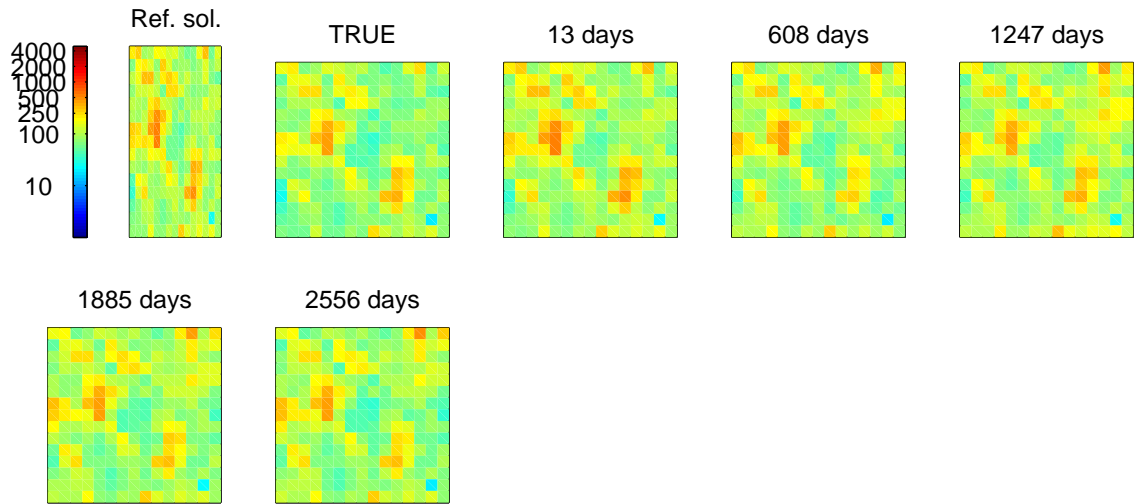 Ref. sol.
TRUE
13 days
608 days
1247 days
4000
2000
1000
500
250
100
10
1885 days
2556 days